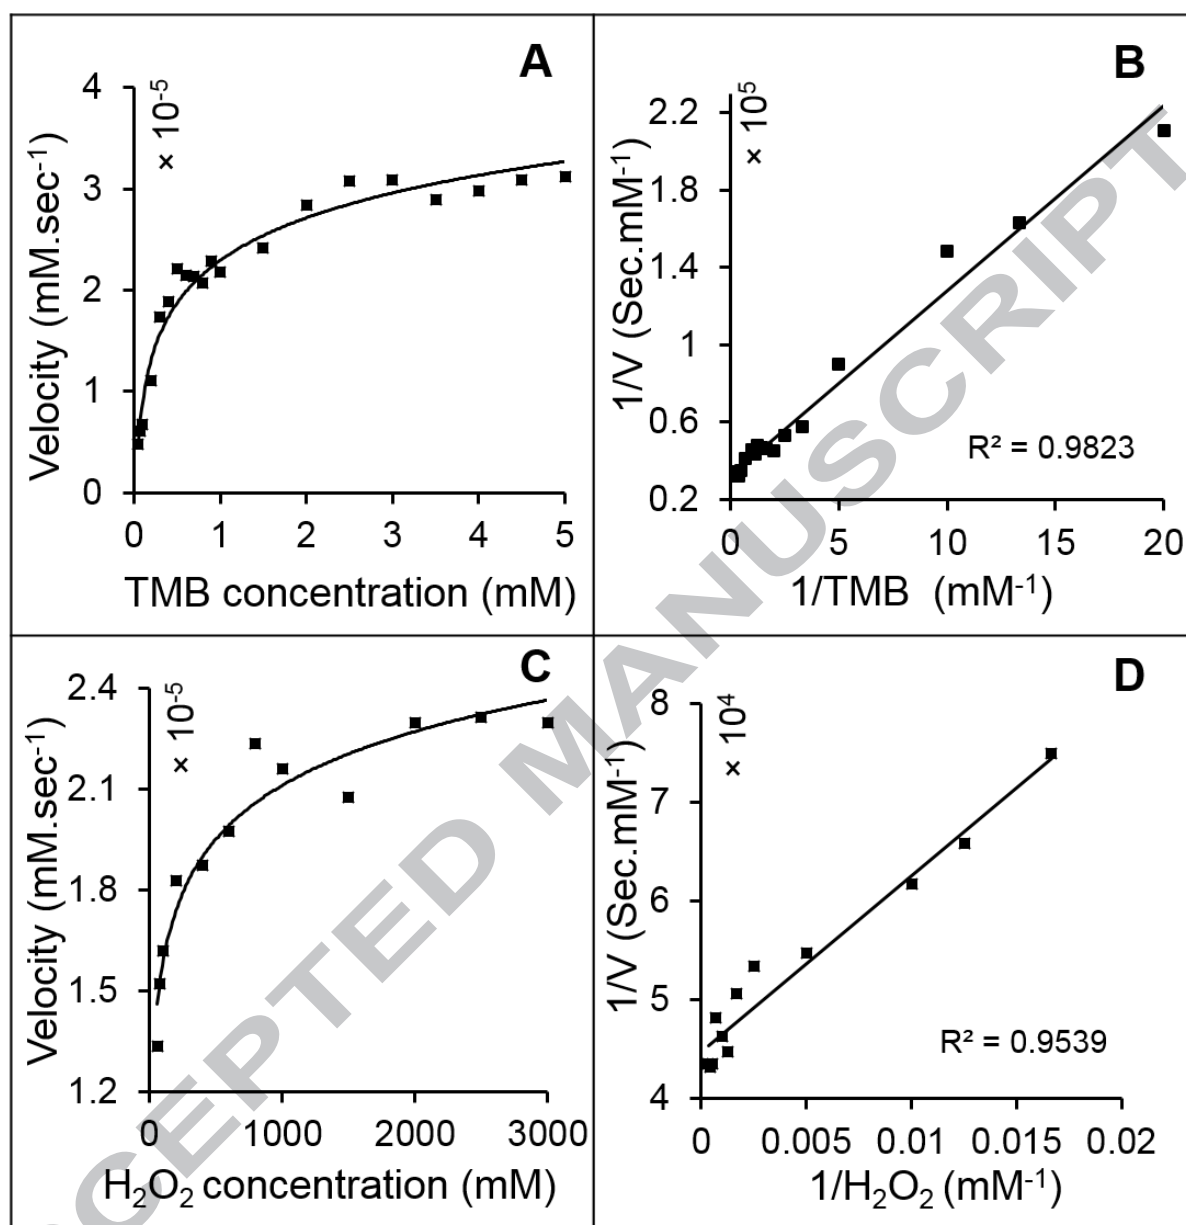 A
× 10⁻⁵
Velocity (mM.sec⁻¹)
4
3
2
1
0
0 1 2 3 4 5
TMB concentration (mM)
B
× 10⁵
1/V (Sec.mM⁻¹)
2.2
1.8
1.4
1
0.6
0.2
R² = 0.9823
0 5 10 15 20
1/TMB (mM⁻¹)
C
× 10⁻⁵
Velocity (mM.sec⁻¹)
2.4
2.1
1.8
1.5
1.2
0 1000 2000 3000
H₂O₂ concentration (mM)
D
× 10⁴
1/V (Sec.mM⁻¹)
8
7
6
5
4
R² = 0.9539
0 0.005 0.01 0.015 0.02
1/H₂O₂ (mM⁻¹)
CCEPTED MANUSCRIPT